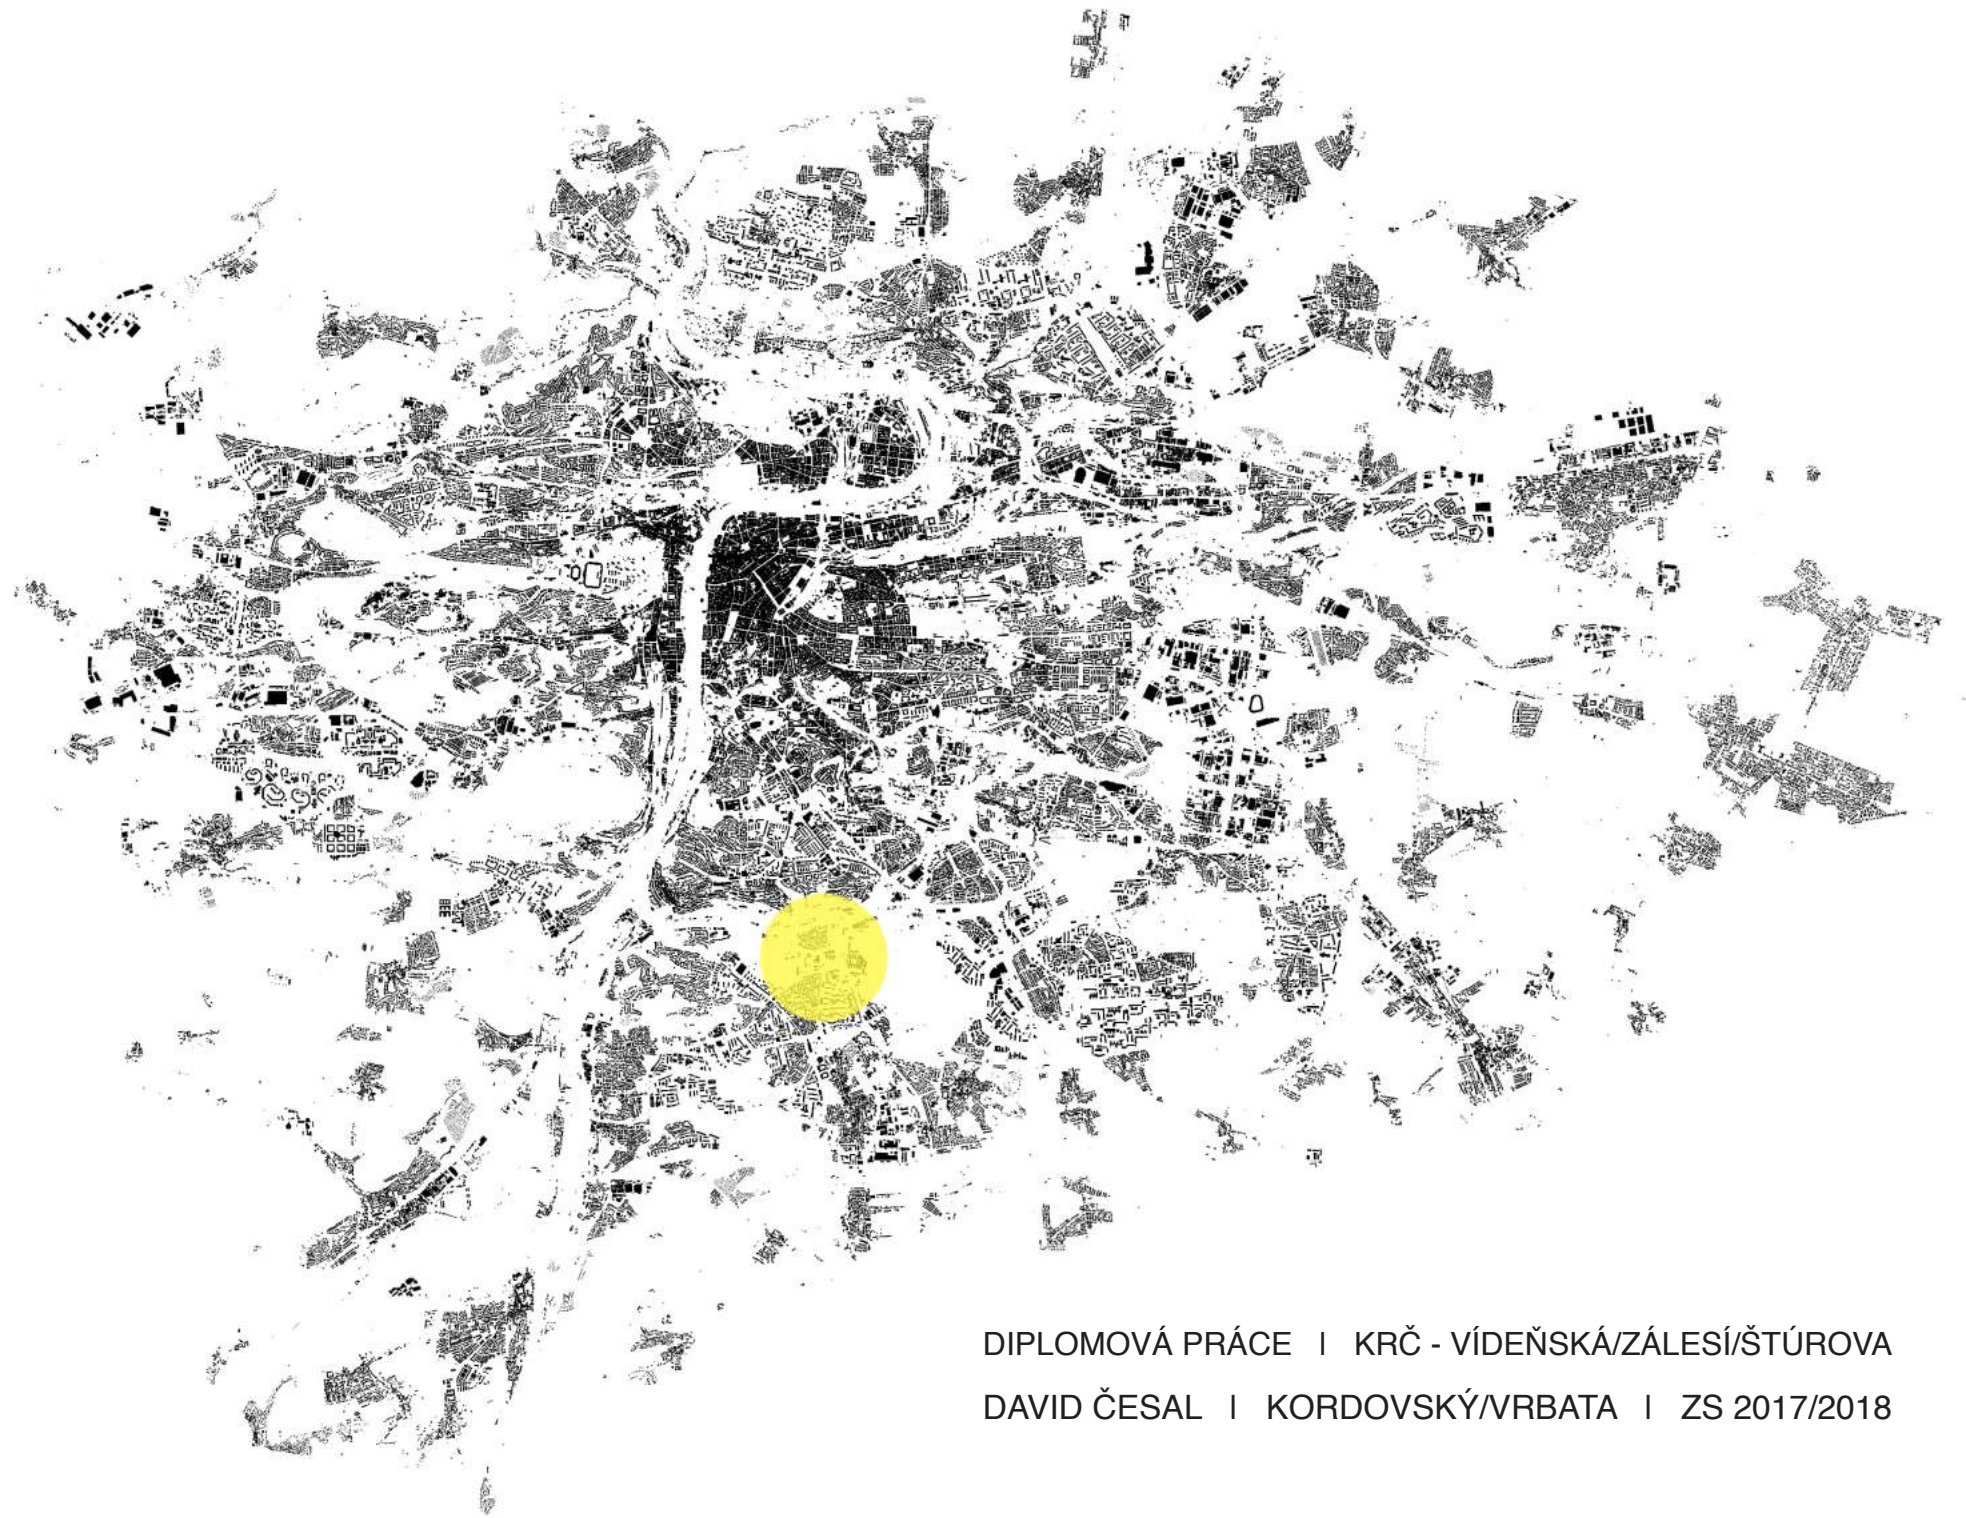 DIPLOMOVÁ PRÁCE | KRČ - VÍDEŇSKÁ/ZÁLESÍ/ŠTÚROVA
DAVID ČESAL | KORDOVSKÝ/VRBATA | ZS 2017/2018